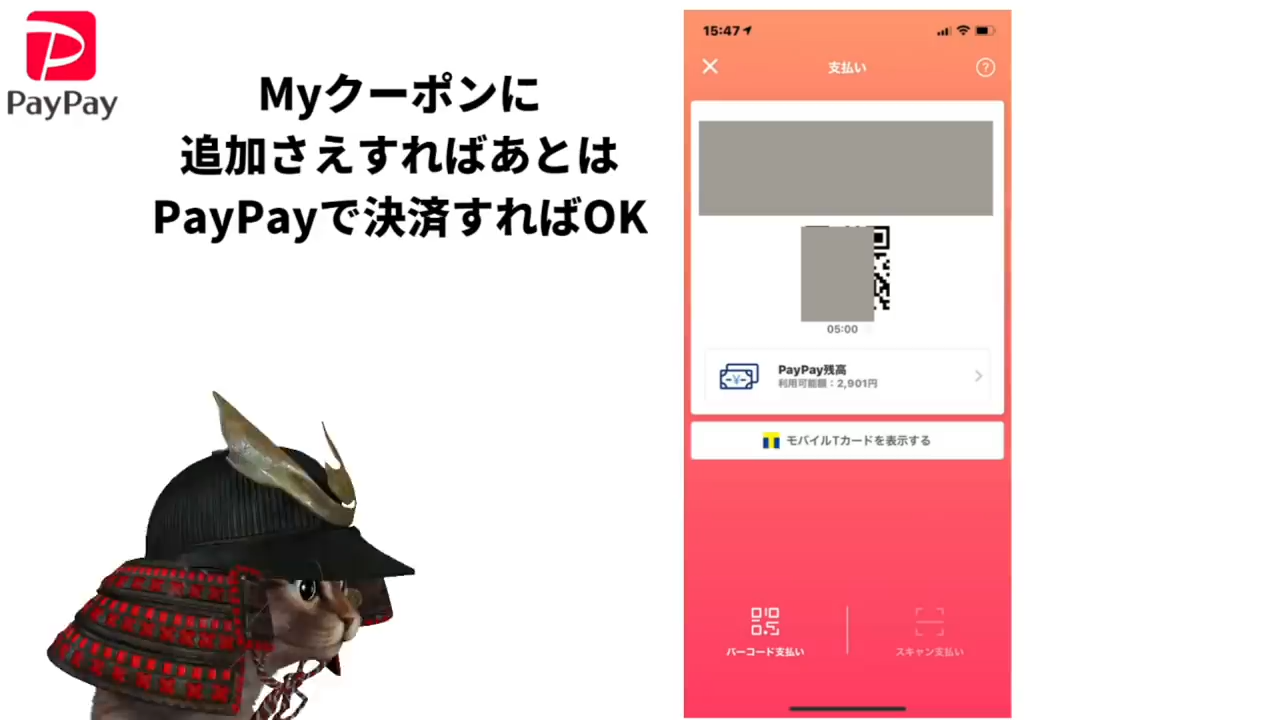 PayPay
Myクーポンに
追加さえすればあとは
PayPayで決済すればOK
15:47
支払い
?
05:00
PayPay残高
利用可能額：2,901円
モバイルTカードを表示する
バーコード支払い
スキャン支払い